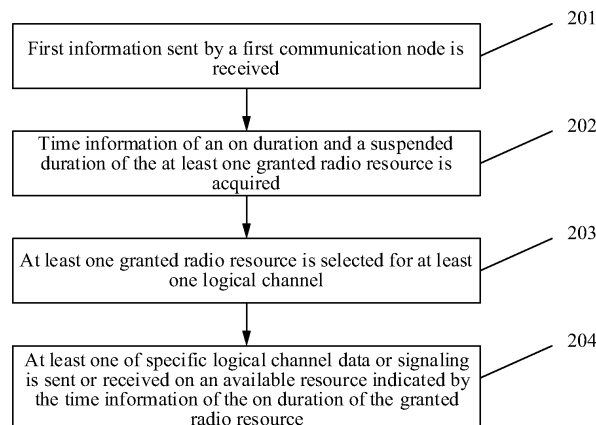 201
First information sent by a first communication node is
received
202
Time information of an on duration and a suspended
duration of the at least one granted radio resource is
acquired
203
At least one granted radio resource is selected for at least
one logical channel
204
At least one of specific logical channel data or signaling
is sent or received on an available resource indicated by
the time information of the on duration of the granted
radio resource